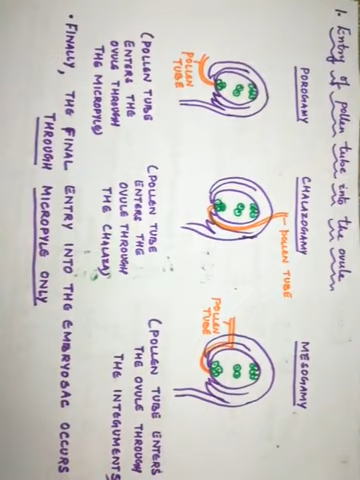 1. Entry of pollen tube into the ovule
POROGAMY
CHALAZOGAMY
MESOGAMY
POLLEN
TUBE
POLLEN TUBE
POLLEN
TUBE
(POLLEN TUBE
ENTERS THE
OVULE THROUGH
THE MICROPYLE)
(POLLEN TUBE
ENTERS THE
OVULE THROUGH
THE CHALAZA)
(POLLEN TUBE ENTERS
THE OVULE THROUGH
THE INTEGUMENTS)
• FINALLY, THE FINAL ENTRY INTO THE EMBRYOSAC OCCURS
THROUGH MICROPYLE ONLY